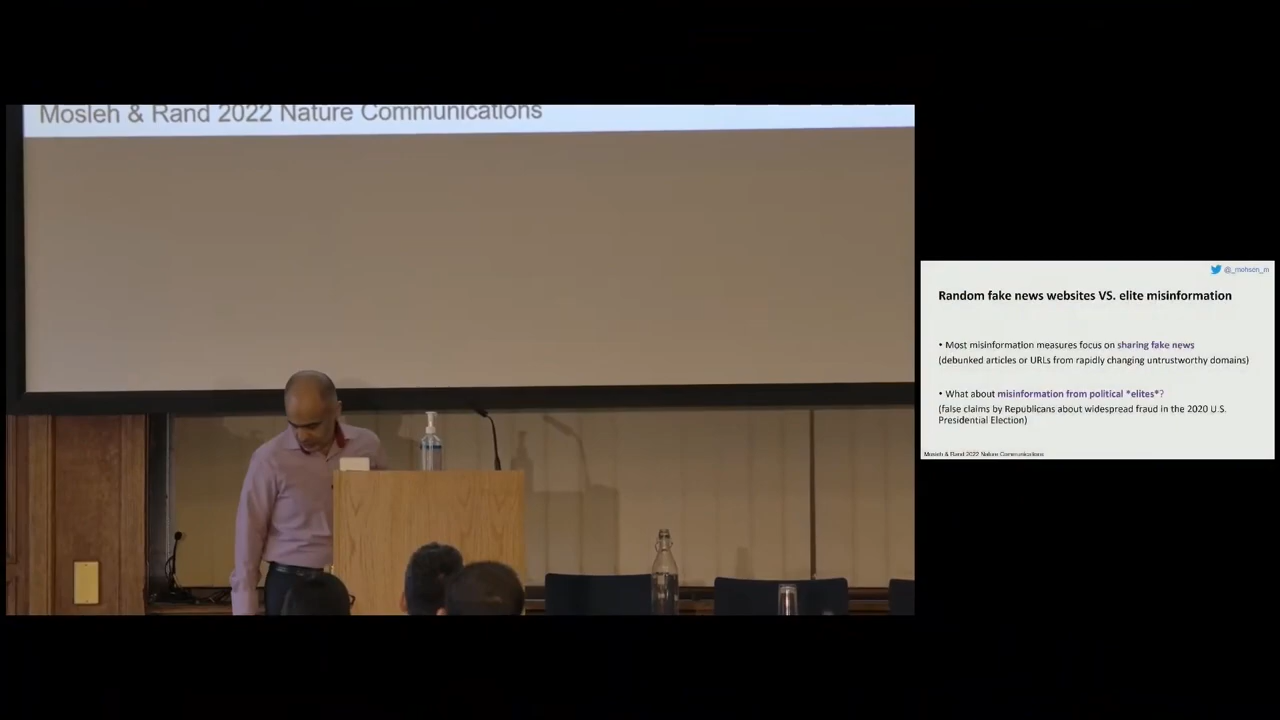 Mosleh & Rand 2022 Nature Communications
@_mohsen_m
Random fake news websites VS. elite misinformation
• Most misinformation measures focus on sharing fake news
(debunked articles or URLs from rapidly changing untrustworthy domains)
• What about misinformation from political *elites*?
(false claims by Republicans about widespread fraud in the 2020 U.S.
Presidential Election)
Mosleh & Rand 2022 Nature Communications